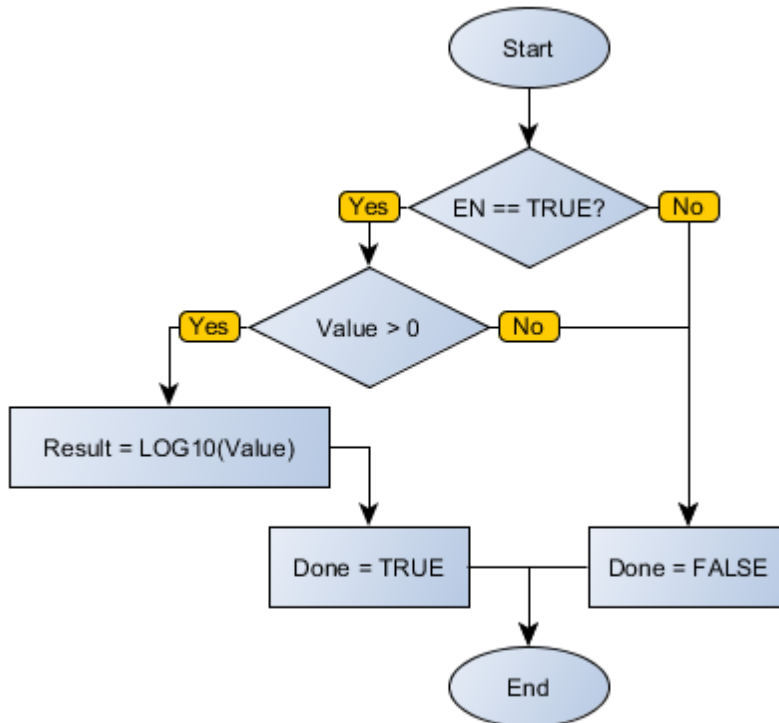 Start
EN == TRUE?
Yes
No
Value > 0
Yes
No
Result = LOG10(Value)
Done = TRUE
Done = FALSE
End